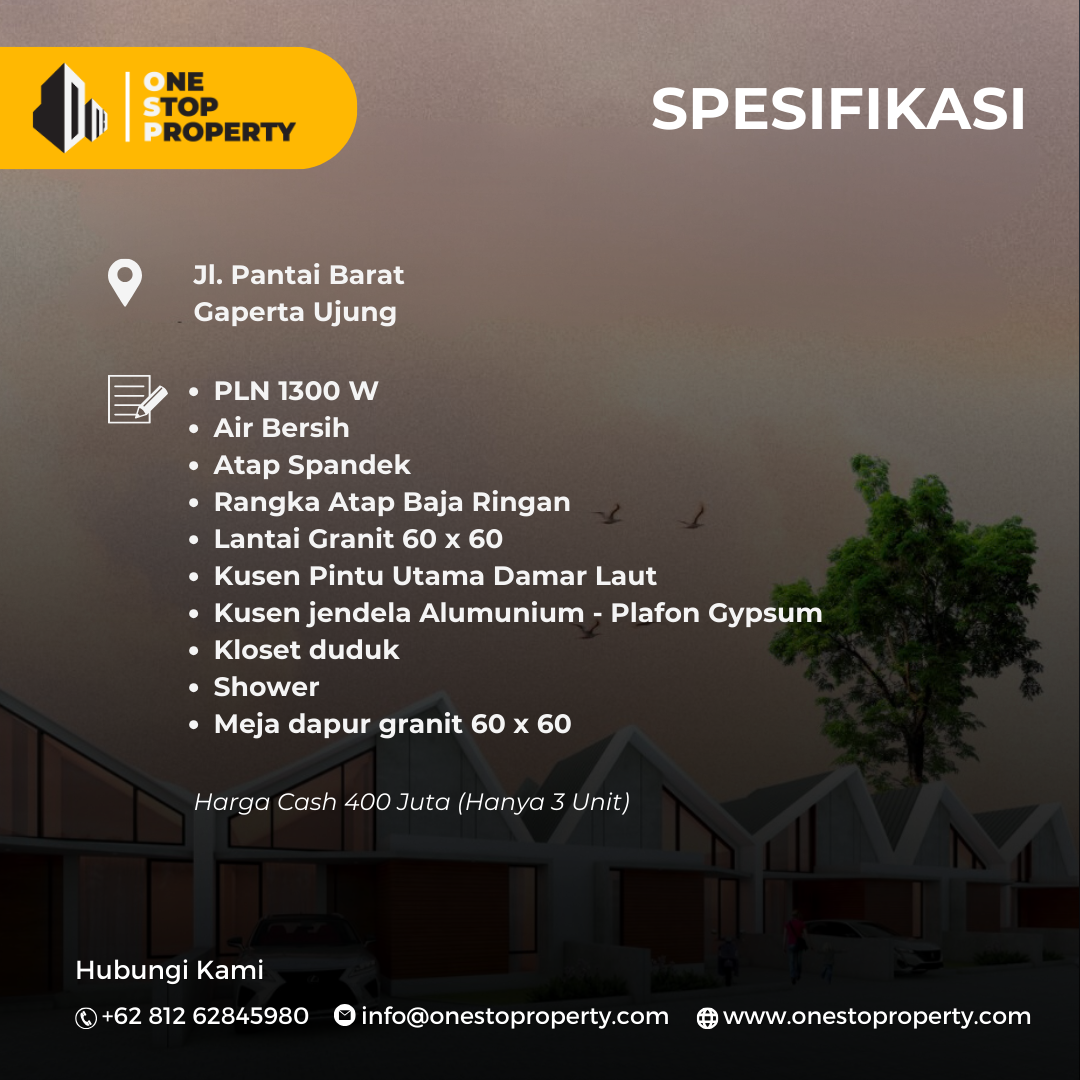 ONE
STOP
PROPERTY
SPESIFIKASI
Jl. Pantai Barat
Gaperta Ujung
• PLN 1300 W
• Air Bersih
• Atap Spandek
• Rangka Atap Baja Ringan
• Lantai Granit 60 x 60
• Kusen Pintu Utama Damar Laut
• Kusen jendela Alumunium - Plafon Gypsum
• Kloset duduk
• Shower
• Meja dapur granit 60 x 60
Harga Cash 400 Juta (Hanya 3 Unit)
Hubungi Kami
+62 812 62845980 info@onestoproperty.com www.onestoproperty.com